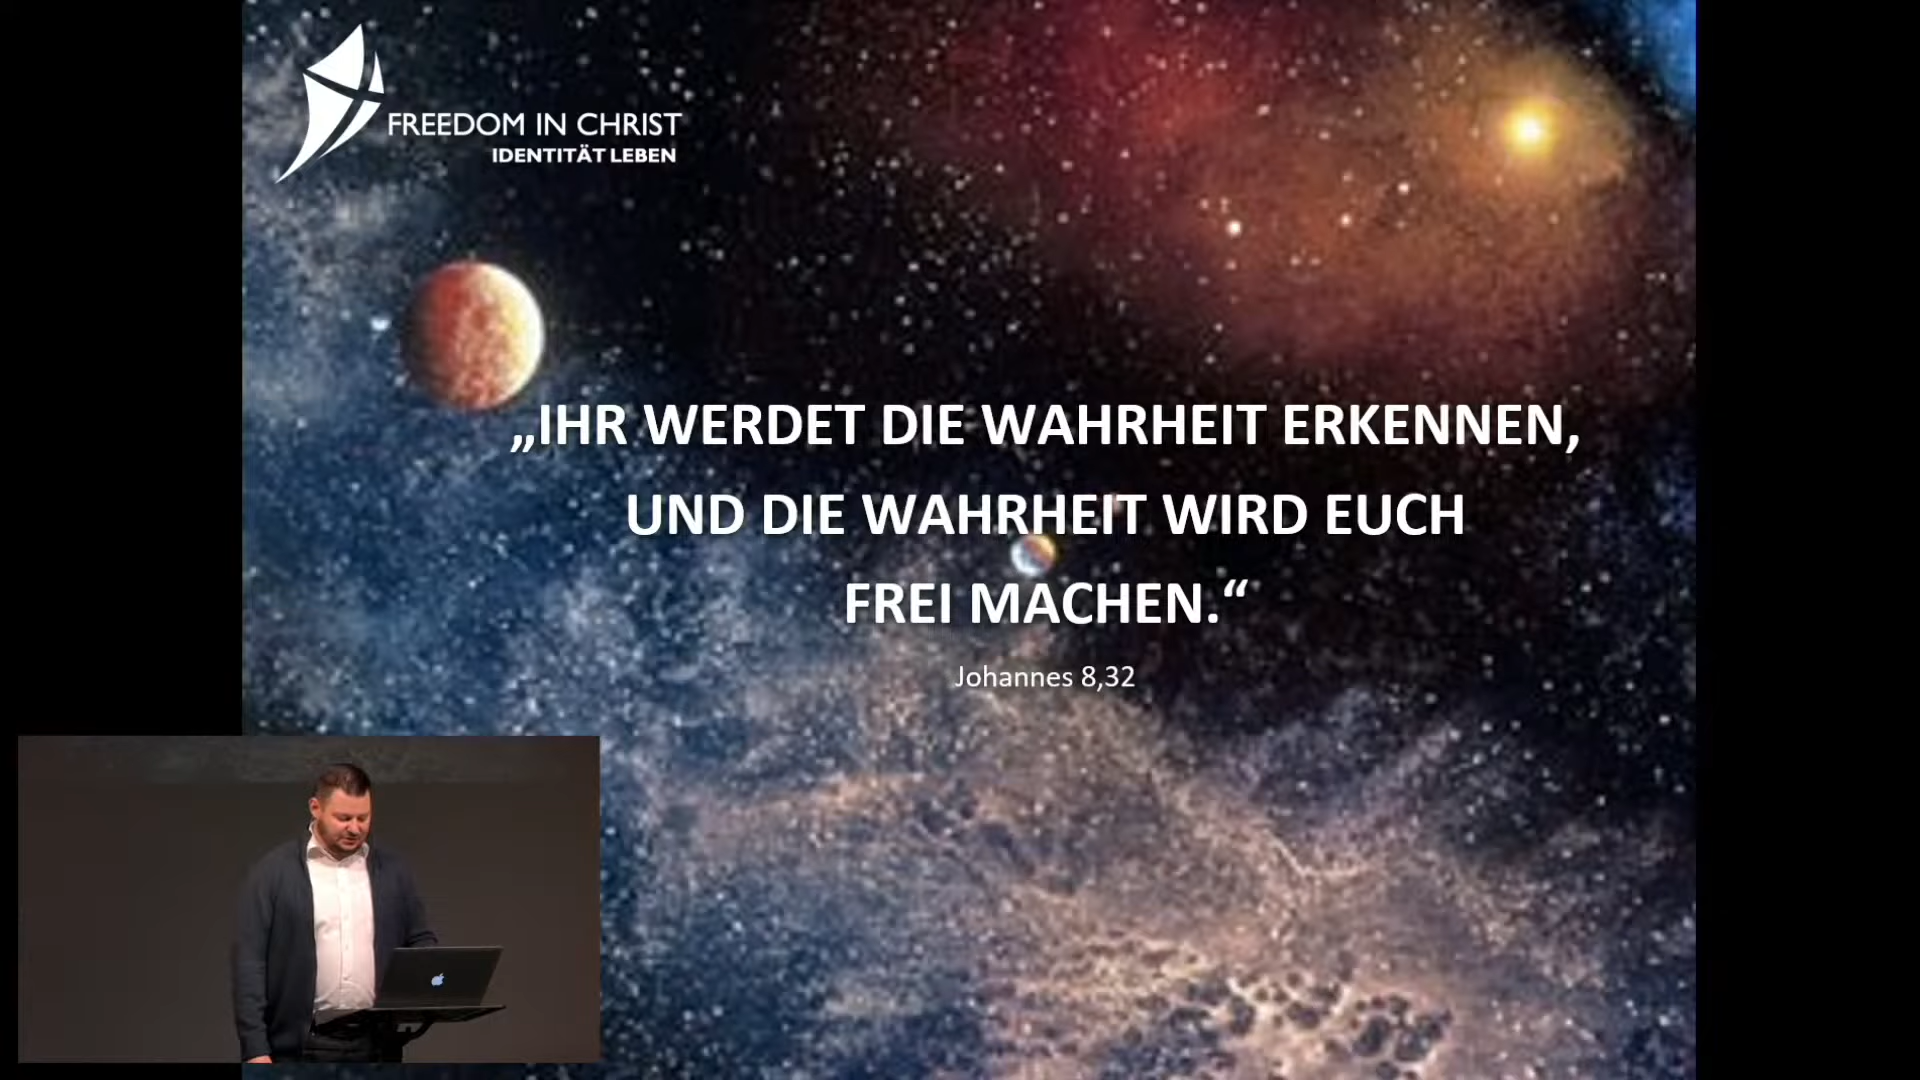 FREEDOM IN CHRIST
IDENTITÄT LEBEN
„IHR WERDET DIE WAHRHEIT ERKENNEN,
UND DIE WAHRHEIT WIRD EUCH
FREI MACHEN.“
Johannes 8,32